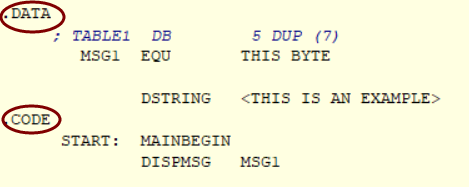 .DATA
; TABLE1 DB 5 DUP (7)
MSG1 EQU THIS BYTE
DSTRING <THIS IS AN EXAMPLE>
.CODE
START: MAINBEGIN
DISPMSG MSG1